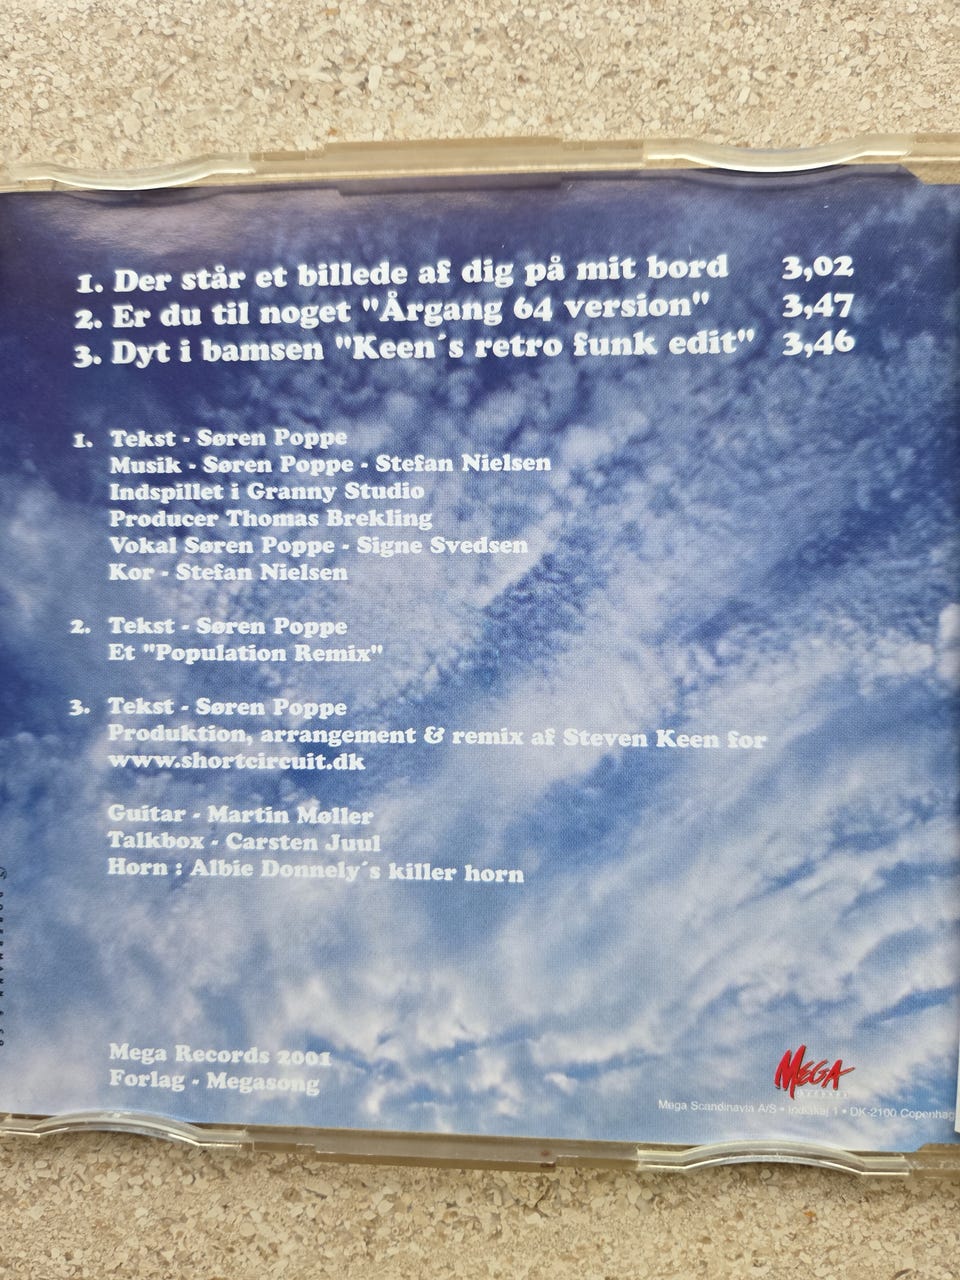 1. Der står et billede af dig på mit bord 3,02
2. Er du til noget "Årgang 64 version" 3,47
3. Dyt i bamsen "Keen´s retro funk edit" 3,46
1. Tekst - Søren Poppe
Musik - Søren Poppe - Stefan Nielsen
Indspillet i Granny Studio
Producer Thomas Brekling
Vokal Søren Poppe - Signe Svedsen
Kor - Stefan Nielsen
2. Tekst - Søren Poppe
Et "Population Remix"
3. Tekst - Søren Poppe
Produktion, arrangement & remix af Steven Keen for
www.shortcircuit.dk
Guitar - Martin Møller
Talkbox - Carsten Juul
Horn : Albie Donnely´s killer horn
Mega Records 2001
Forlag - Megasong
MEGA
RECORDS
Mega Scandinavia A/S • Indiakaj 1 • DK-2100 Copenhag